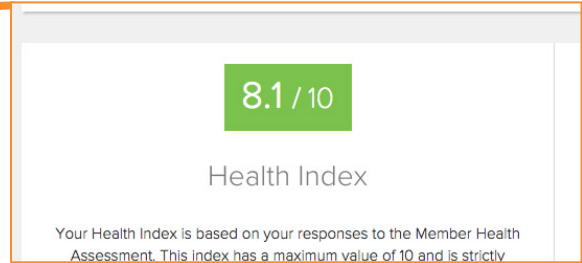 8.1 / 10
Health Index
Your Health Index is based on your responses to the Member Health
Assessment. This index has a maximum value of 10 and is strictly